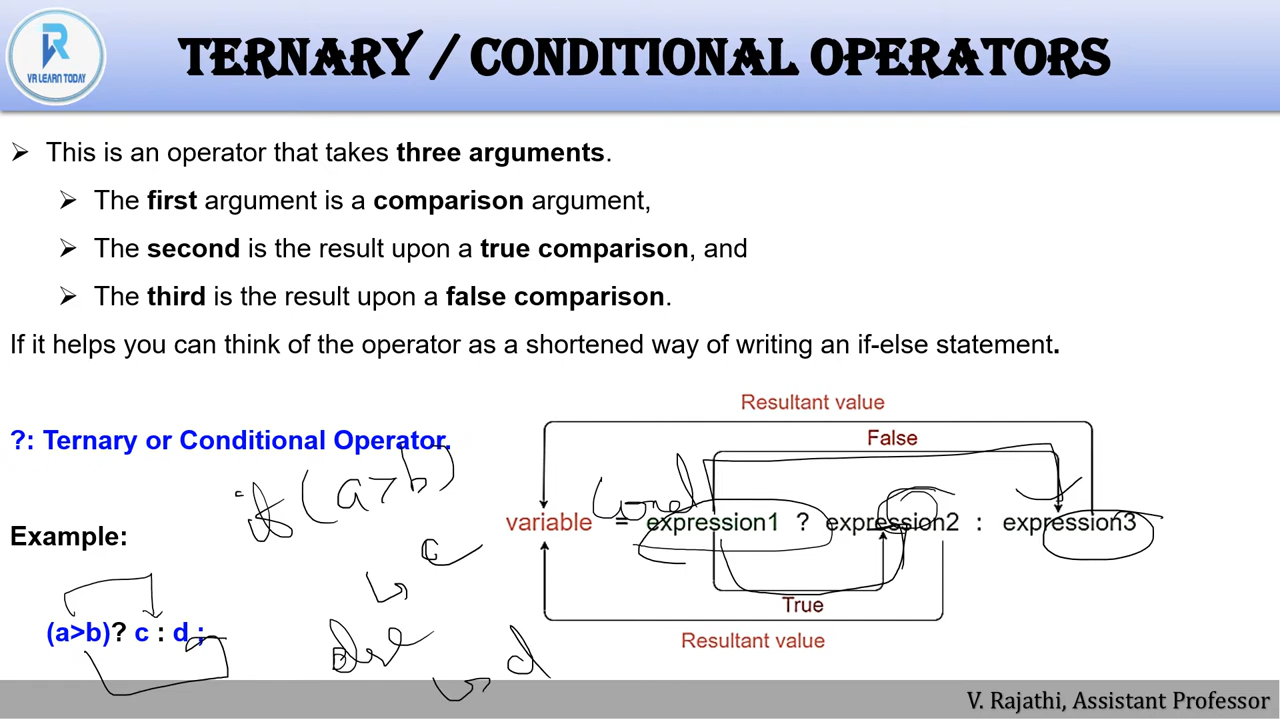 VR LEARN TODAY
TERNARY / CONDITIONAL OPERATORS
➢ This is an operator that takes three arguments.
➢ The first argument is a comparison argument,
➢ The second is the result upon a true comparison, and
➢ The third is the result upon a false comparison.
If it helps you can think of the operator as a shortened way of writing an if-else statement.
?: Ternary or Conditional Operator.
Example:
(a>b)? c : d ;
if (a>b)
c
else
d
Resultant value
False
cond
variable = expression1 ? expression2 : expression3
True
Resultant value
V. Rajathi, Assistant Professor